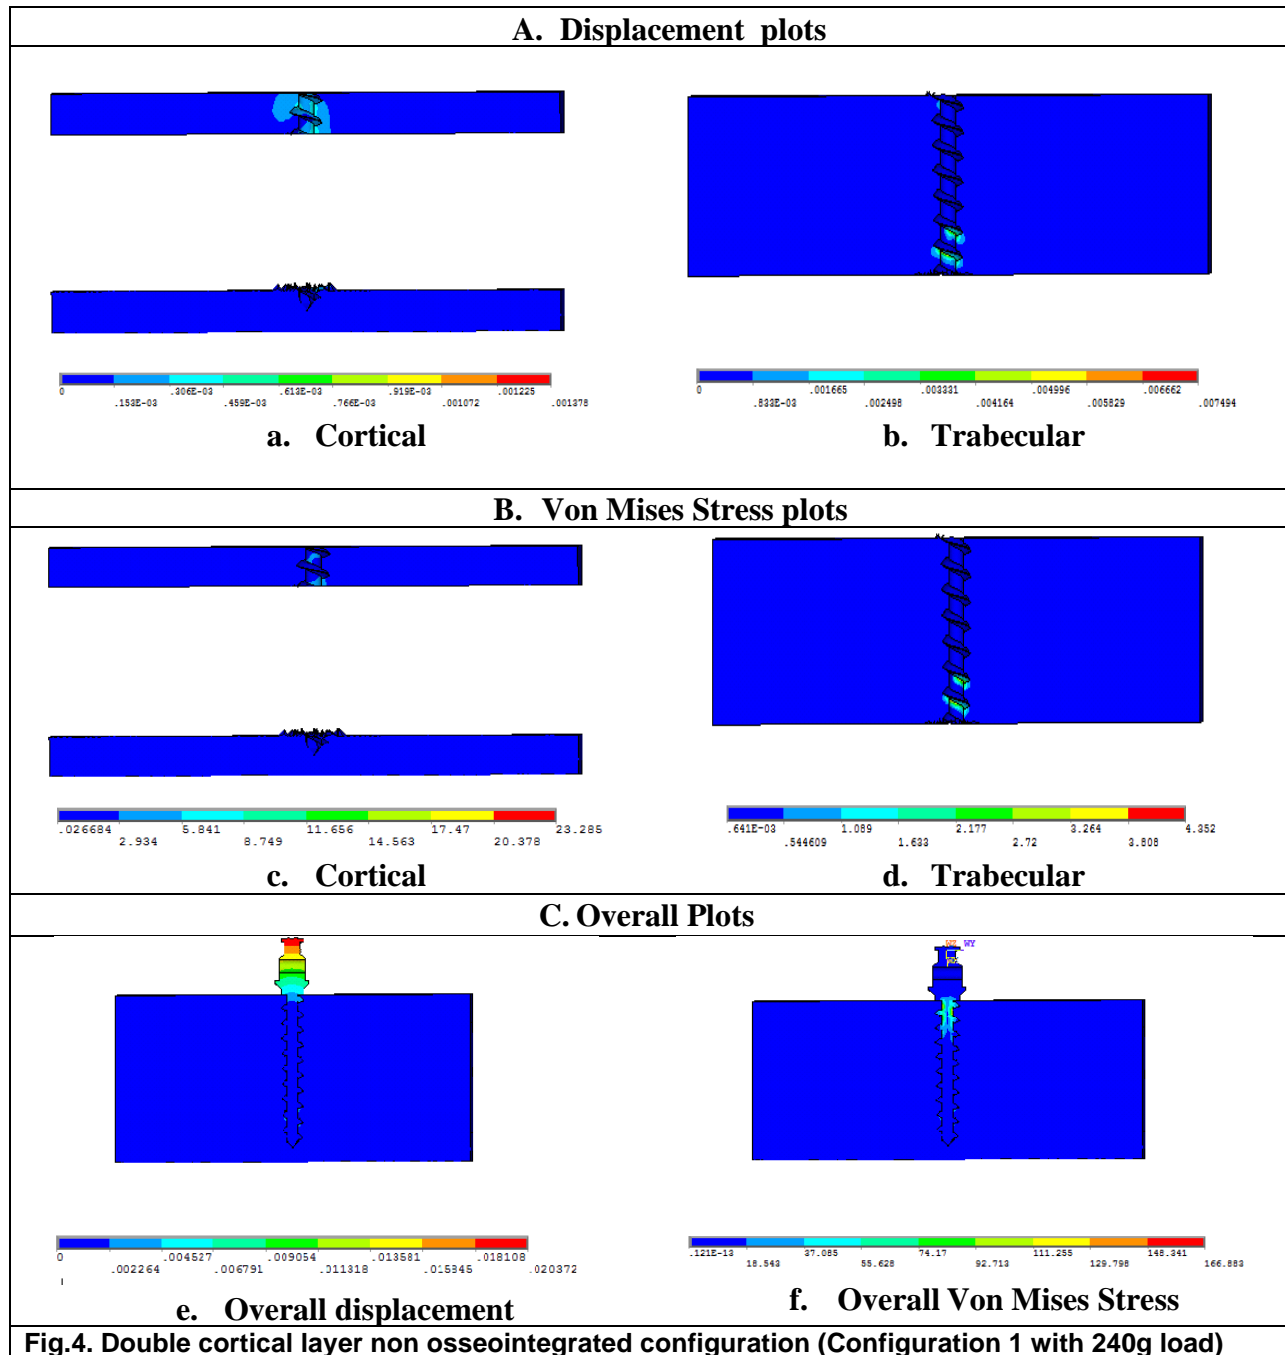 A. Displacement plots
0 .306E-03 .613E-03 .919E-03 .001225
.153E-03 .459E-03 .766E-03 .001072 .001378
a. Cortical
0 .001665 .003331 .004996 .006662
.833E-03 .002498 .004164 .005829 .007494
b. Trabecular
B. Von Mises Stress plots
.026684 5.841 11.656 17.47 23.285
2.934 8.749 14.563 20.378
c. Cortical
.641E-03 1.089 2.177 3.264 4.352
.544609 1.633 2.72 3.808
d. Trabecular
C. Overall Plots
WY
0 .004527 .009054 .013581 .018108
.002264 .006791 .011318 .015845 .020372
e. Overall displacement
.121E-13 37.085 74.17 111.255 148.341
18.543 55.628 92.713 129.798 166.883
f. Overall Von Mises Stress
Fig.4. Double cortical layer non osseointegrated configuration (Configuration 1 with 240g load)